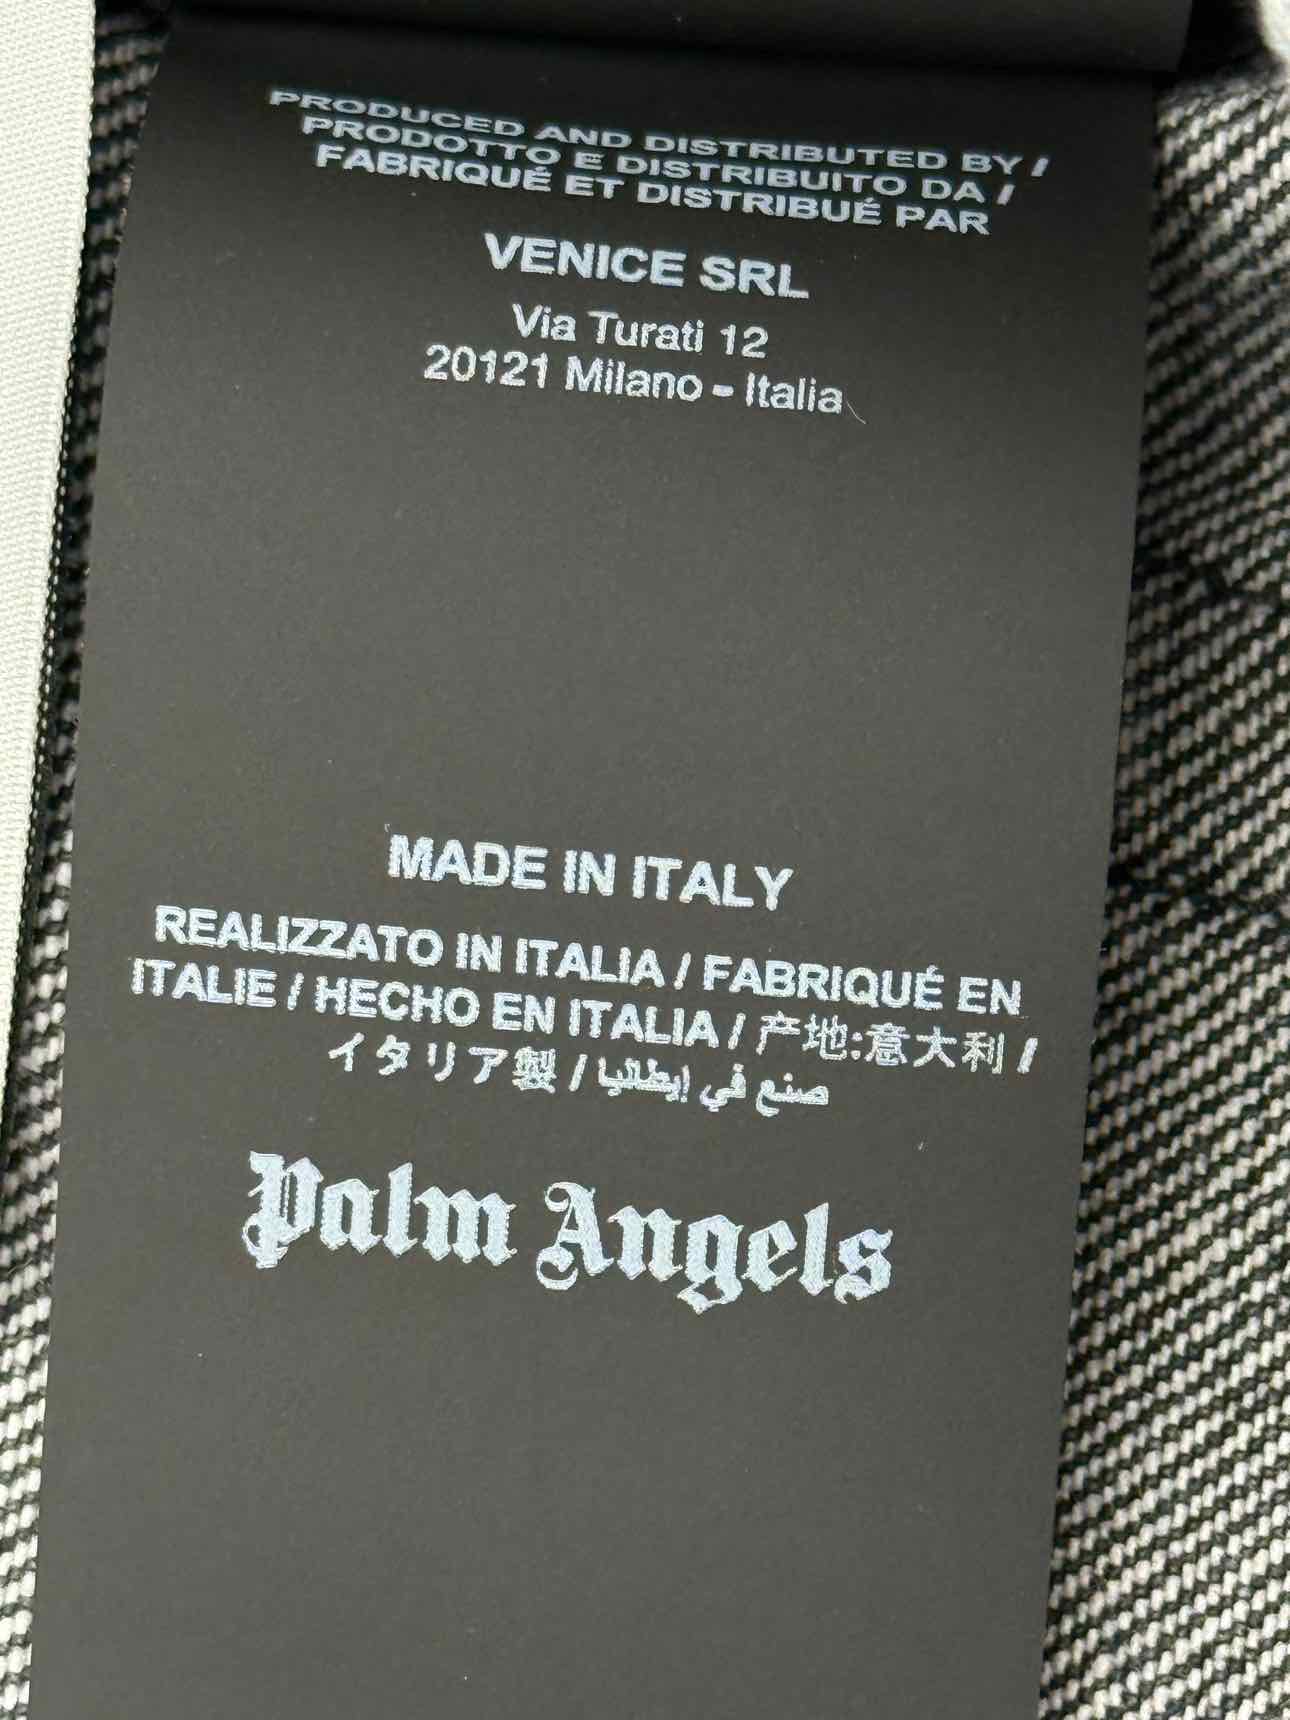 PRODUCED AND DISTRIBUTED BY /
PRODOTTO E DISTRIBUITO DA /
FABRIQUÉ ET DISTRIBUÉ PAR
VENICE SRL
Via Turati 12
20121 Milano - Italia
MADE IN ITALY
REALIZZATO IN ITALIA / FABRIQUÉ EN
ITALIE / HECHO EN ITALIA / 产地:意大利 /
イタリア製 / صنع في إيطاليا
Palm Angels